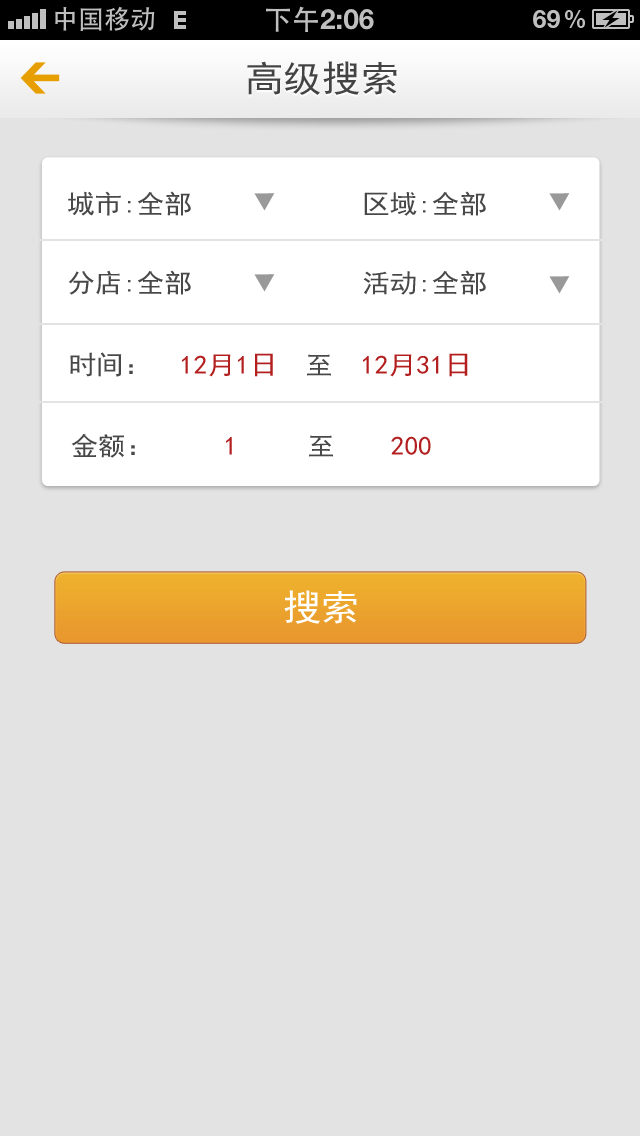 中国移动 E 下午2:06 69%
高级搜索
城市:全部 区域:全部
分店:全部 活动:全部
时间： 12月1日 至 12月31日
金额： 1 至 200
搜索